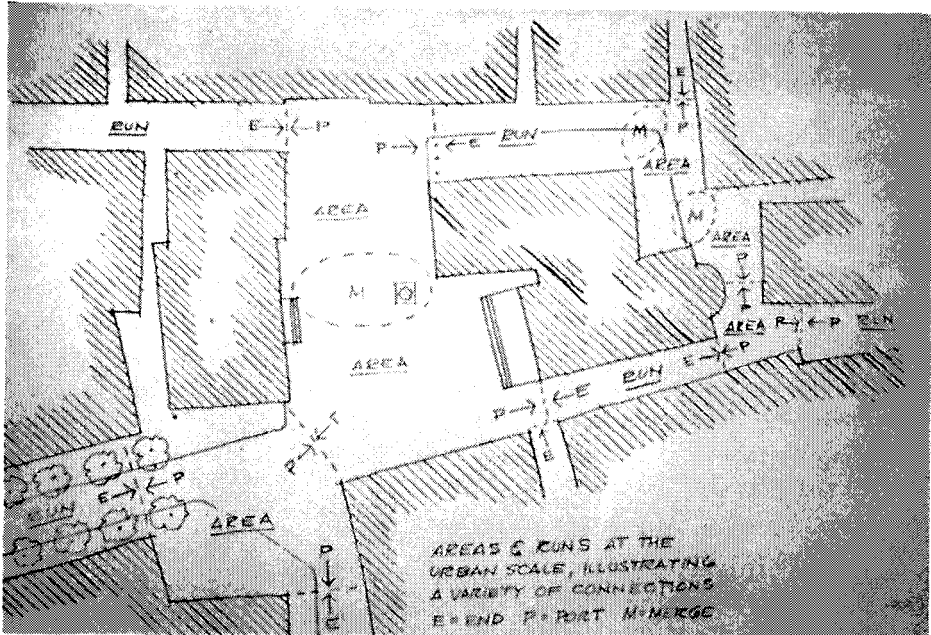 E
RUN E P P E RUN M P
AREA
M
AREA AREA
P
M P
AREA R P RUN
E P
AREA RUN
P E
E
P
E P
RUN
AREA P
E
AREAS & RUNS AT THE
URBAN SCALE, ILLUSTRATING
A VARIETY OF CONNECTIONS
E=END P=PORT M=MERGE